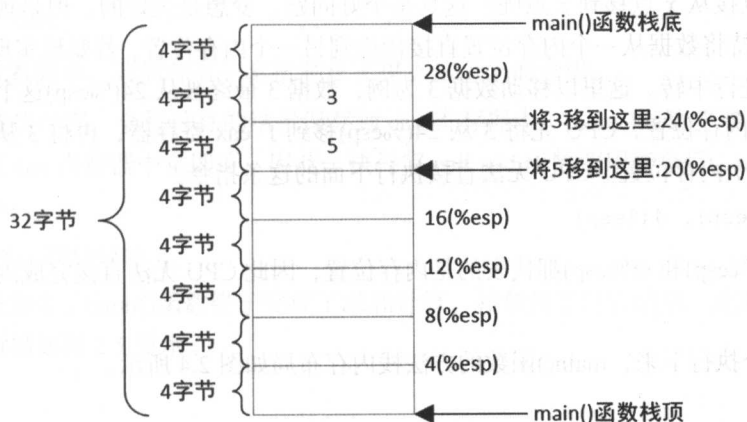 main()函数栈底
4字节
28(%esp)
4字节
3
将3移到这里:24(%esp)
4字节
5
将5移到这里:20(%esp)
4字节
16(%esp)
32字节
4字节
12(%esp)
4字节
8(%esp)
4字节
4(%esp)
4字节
main()函数栈顶